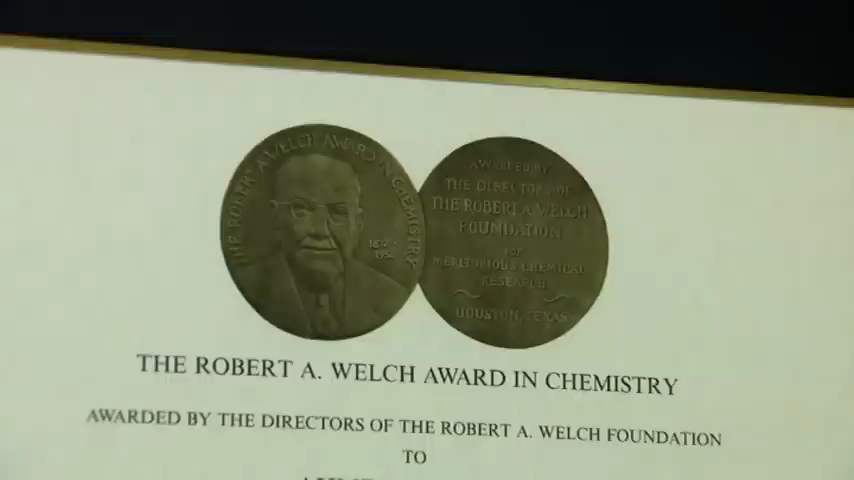 THE ROBERT A. WELCH AWARD IN CHEMISTRY
AWARDED BY
THE DIRECTORS OF
THE ROBERT A. WELCH
FOUNDATION
FOR
MERITORIOUS CHEMICAL
RESEARCH
HOUSTON, TEXAS
THE ROBERT A. WELCH AWARD IN CHEMISTRY
AWARDED BY THE DIRECTORS OF THE ROBERT A. WELCH FOUNDATION
TO